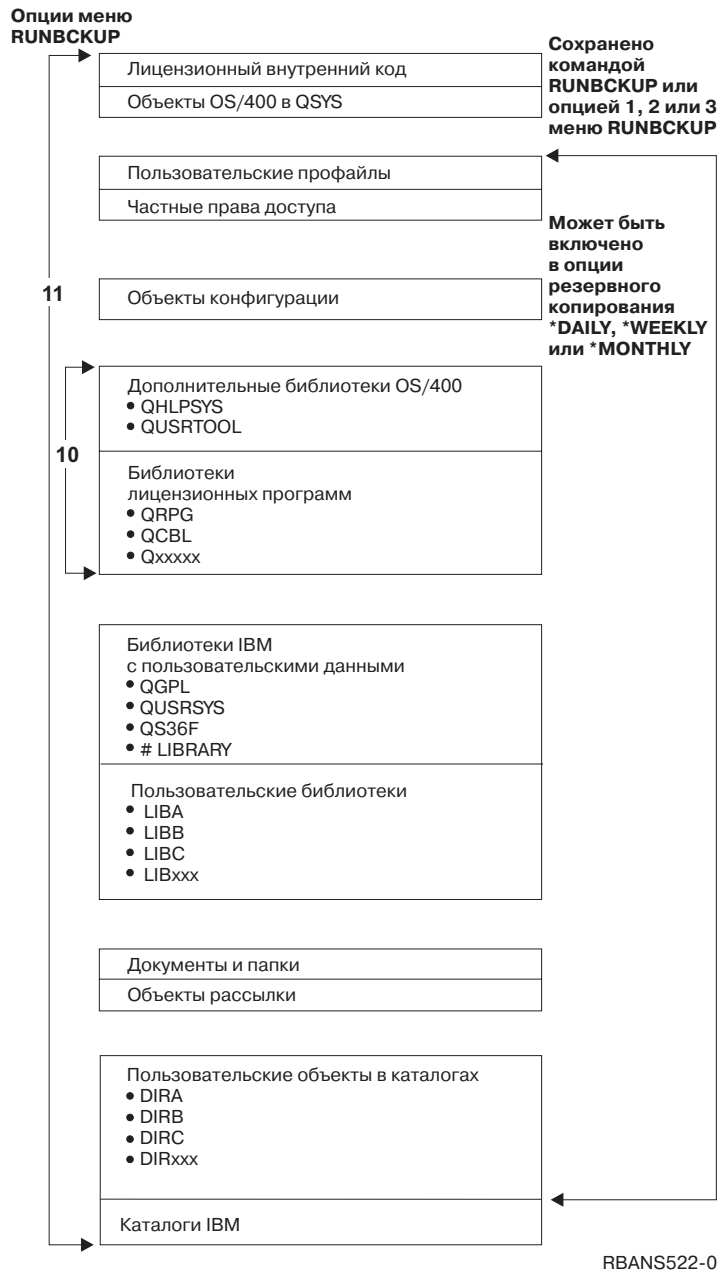 Опции меню
RUNBCKUP
Сохранено
командой
RUNBCKUP или
опцией 1, 2 или 3
меню RUNBCKUP
Лицензионный внутренний код
Объекты OS/400 в QSYS
Пользовательские профайлы
Частные права доступа
Может быть
включено
в опции
резервного
копирования
*DAILY, *WEEKLY
или *MONTHLY
11
Объекты конфигурации
Дополнительные библиотеки OS/400
• QHLPSYS
• QUSRTOOL
10
Библиотеки
лицензионных программ
• QRPG
• QCBL
• Qxxxxx
Библиотеки IBM
с пользовательскими данными
• QGPL
• QUSRSYS
• QS36F
• # LIBRARY
Пользовательские библиотеки
• LIBA
• LIBB
• LIBC
• LIBxxx
Документы и папки
Объекты рассылки
Пользовательские объекты в каталогах
• DIRA
• DIRB
• DIRC
• DIRxxx
Каталоги IBM
RBANS522-0